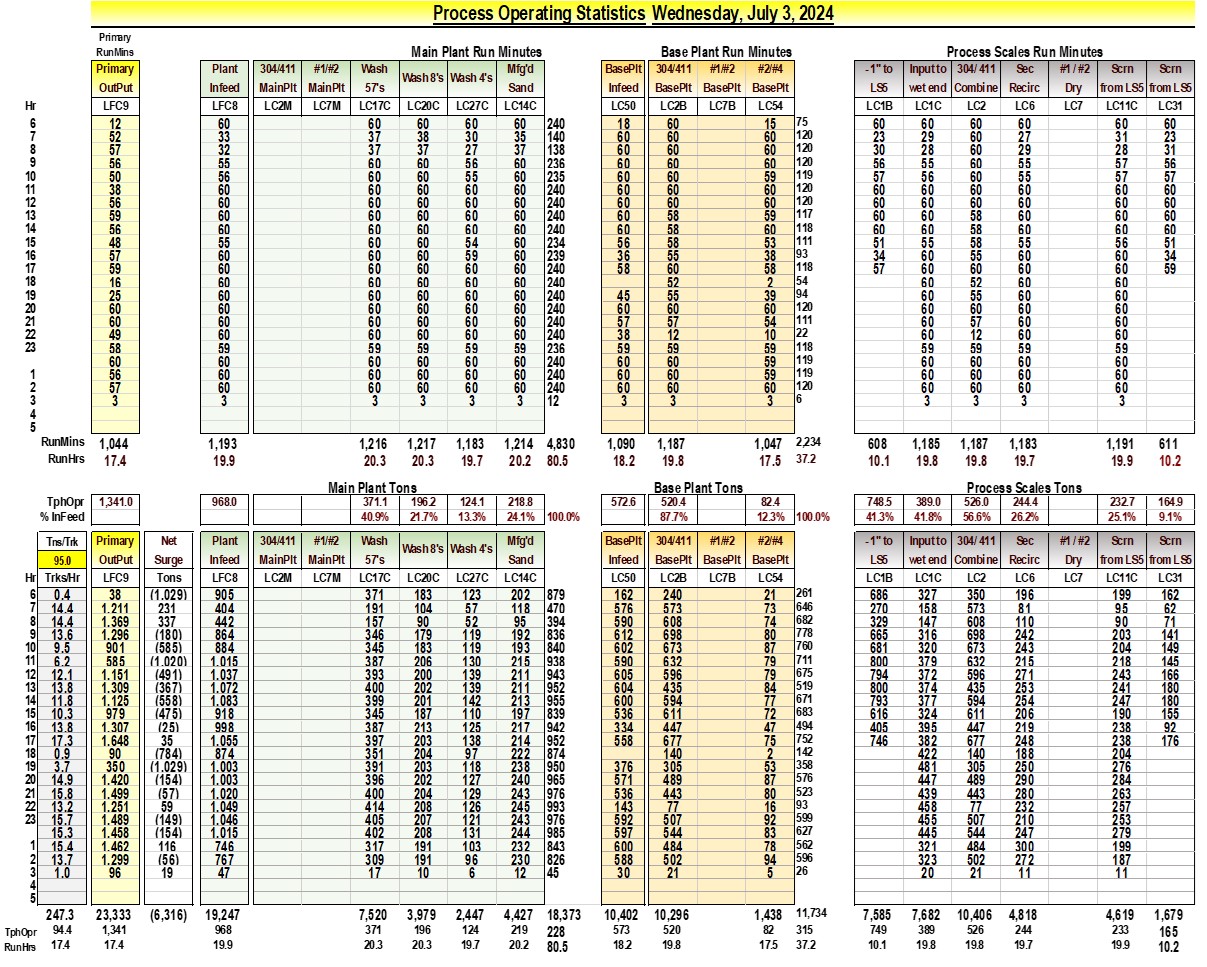 Process Operating Statistics Wednesday, July 3, 2024
Primary
RunMins Main Plant Run Minutes Base Plant Run Minutes Process Scales Run Minutes
Primary Plant 304/411 #1/#2 Wash Wash 8's Wash 4's Mfg'd BasePlt 304/411 #1/#2 #2/#4 -1" to Input to 304/ 411 Sec #1 / #2 Scrn Scrn
OutPut Infeed MainPlt MainPlt 57's Sand Infeed BasePlt BasePlt BasePlt LS5 wet end Combine Recirc Dry from LS5 from LS5
Hr LFC9 LFC8 LC2M LC7M LC17C LC20C LC27C LC14C LC50 LC2B LC7B LC54 LC1B LC1C LC2 LC6 LC7 LC11C LC31
6 12 60 60 60 60 60 240 18 60 15 75 60 60 60 60 60 60
7 52 33 37 38 30 35 140 60 60 60 120 23 29 60 27 31 23
8 57 32 37 37 27 37 138 60 60 60 120 30 28 60 29 28 31
9 56 55 60 60 56 60 236 60 60 60 120 56 55 60 55 57 56
10 50 56 60 60 55 60 235 60 60 59 119 57 56 60 55 57 57
11 38 60 60 60 60 60 240 60 60 60 120 60 60 60 60 60 60
12 56 60 60 60 60 60 240 60 60 60 120 60 60 60 60 60 60
13 59 60 60 60 60 60 240 60 58 59 117 60 60 58 60 60 60
14 56 60 60 60 60 60 240 60 58 60 118 60 60 58 60 60 60
15 48 55 60 60 54 60 234 56 58 53 111 51 55 58 55 56 51
16 57 60 60 60 59 60 239 36 55 38 93 34 60 55 60 60 34
17 59 60 60 60 60 60 240 58 60 58 118 57 60 60 60 60 59
18 16 60 60 60 60 60 240 52 2 54 60 52 60 60
19 25 60 60 60 60 60 240 45 55 39 94 60 55 60 60
20 60 60 60 60 60 60 240 60 60 60 120 60 60 60 60
21 60 60 60 60 60 60 240 57 57 54 111 60 57 60 60
22 49 60 60 60 60 60 240 38 12 10 22 60 12 60 60
23 58 59 59 59 59 59 236 59 59 59 118 59 59 59 59
60 60 60 60 60 60 240 60 60 59 119 60 60 60 60
1 56 60 60 60 60 60 240 60 60 59 119 60 60 60 60
2 57 60 60 60 60 60 240 60 60 60 120 60 60 60 60
3 3 3 3 3 3 3 12 3 3 3 6 3 3 3 3
4
5
RunMins 1,044 1,193 1,216 1,217 1,183 1,214 4,830 1,090 1,187 1,047 2,234 608 1,185 1,187 1,183 1,191 611
RunHrs 17.4 19.9 20.3 20.3 19.7 20.2 80.5 18.2 19.8 17.5 37.2 10.1 19.8 19.8 19.7 19.9 10.2
Main Plant Tons Base Plant Tons Process Scales Tons
TphOpr 1,341.0 968.0 371.1 196.2 124.1 218.8 572.6 520.4 82.4 748.5 389.0 526.0 244.4 232.7 164.9
% InFeed 40.9% 21.7% 13.3% 24.1% 100.0% 87.7% 12.3% 100.0% 41.3% 41.8% 56.6% 26.2% 25.1% 9.1%
Tns/Trk Primary Net Plant 304/411 #1/#2 Wash Wash 8's Wash 4's Mfg'd BasePlt 304/411 #1/#2 #2/#4 -1" to Input to 304/ 411 Sec #1 / #2 Scrn Scrn
95.0 OutPut Surge Infeed MainPlt MainPlt 57's Sand Infeed BasePlt BasePlt BasePlt LS5 wet end Combine Recirc Dry from LS5 from LS5
Hr Trks/Hr LFC9 Tons LFC8 LC2M LC7M LC17C LC20C LC27C LC14C LC50 LC2B LC7B LC54 LC1B LC1C LC2 LC6 LC7 LC11C LC31
6 0.4 38 (1.029) 905 371 183 123 202 879 162 240 21 261 686 327 350 196 199 162
7 14.4 1.211 231 404 191 104 57 118 470 576 573 73 646 270 158 573 81 95 62
8 14.4 1.369 337 442 157 90 52 95 394 590 608 74 682 329 147 608 110 90 71
9 13.6 1.296 (180) 864 346 179 119 192 836 612 698 80 778 665 316 698 242 203 141
10 9.5 901 (585) 884 345 183 119 193 840 602 673 87 760 681 320 673 243 204 149
11 6.2 585 (1.020) 1.015 387 206 130 215 938 590 632 79 711 800 379 632 215 218 145
12 12.1 1.151 (491) 1.037 393 200 139 211 943 605 596 79 675 794 372 596 271 243 166
13 13.8 1.309 (367) 1.072 400 202 139 211 952 604 435 84 519 800 374 435 253 241 180
14 11.8 1.125 (558) 1.083 399 201 142 213 955 600 594 77 671 793 377 594 254 247 180
15 10.3 979 (475) 918 345 187 110 197 839 536 611 72 683 616 324 611 206 190 155
16 13.8 1.307 (25) 998 387 213 125 217 942 334 447 47 494 405 395 447 219 238 92
17 17.3 1.648 35 1.055 397 203 138 214 952 558 677 75 752 746 382 677 248 238 176
18 0.9 90 (784) 874 351 204 97 222 874 140 2 142 422 140 188 204
19 3.7 350 (1.029) 1.003 391 203 118 238 950 376 305 53 358 481 305 250 276
20 14.9 1.420 (154) 1.003 396 202 127 240 965 571 489 87 576 447 489 290 284
21 15.8 1.499 (57) 1.020 400 204 129 243 976 536 443 80 523 439 443 280 263
22 13.2 1.251 59 1.049 414 208 126 245 993 143 77 16 93 458 77 232 257
23 15.7 1.489 (149) 1.046 405 207 121 243 976 592 507 92 599 455 507 210 253
15.3 1.458 (154) 1.015 402 208 131 244 985 597 544 83 627 445 544 247 279
1 15.4 1.462 116 746 317 191 103 232 843 600 484 78 562 321 484 300 199
2 13.7 1.299 (56) 767 309 191 96 230 826 588 502 94 596 323 502 272 187
3 1.0 96 19 47 17 10 6 12 45 30 21 5 26 20 21 11 11
4
5
247.3 23,333 (6,316) 19,247 7,520 3,979 2,447 4,427 18,373 10,402 10,296 1,438 11,734 7,585 7,682 10,406 4,818 4,619 1,679
TphOpr 94.4 1,341 968 371 196 124 219 228 573 520 82 315 749 389 526 244 233 165
RunHrs 17.4 17.4 19.9 20.3 20.3 19.7 20.2 80.5 18.2 19.8 17.5 37.2 10.1 19.8 19.8 19.7 19.9 10.2